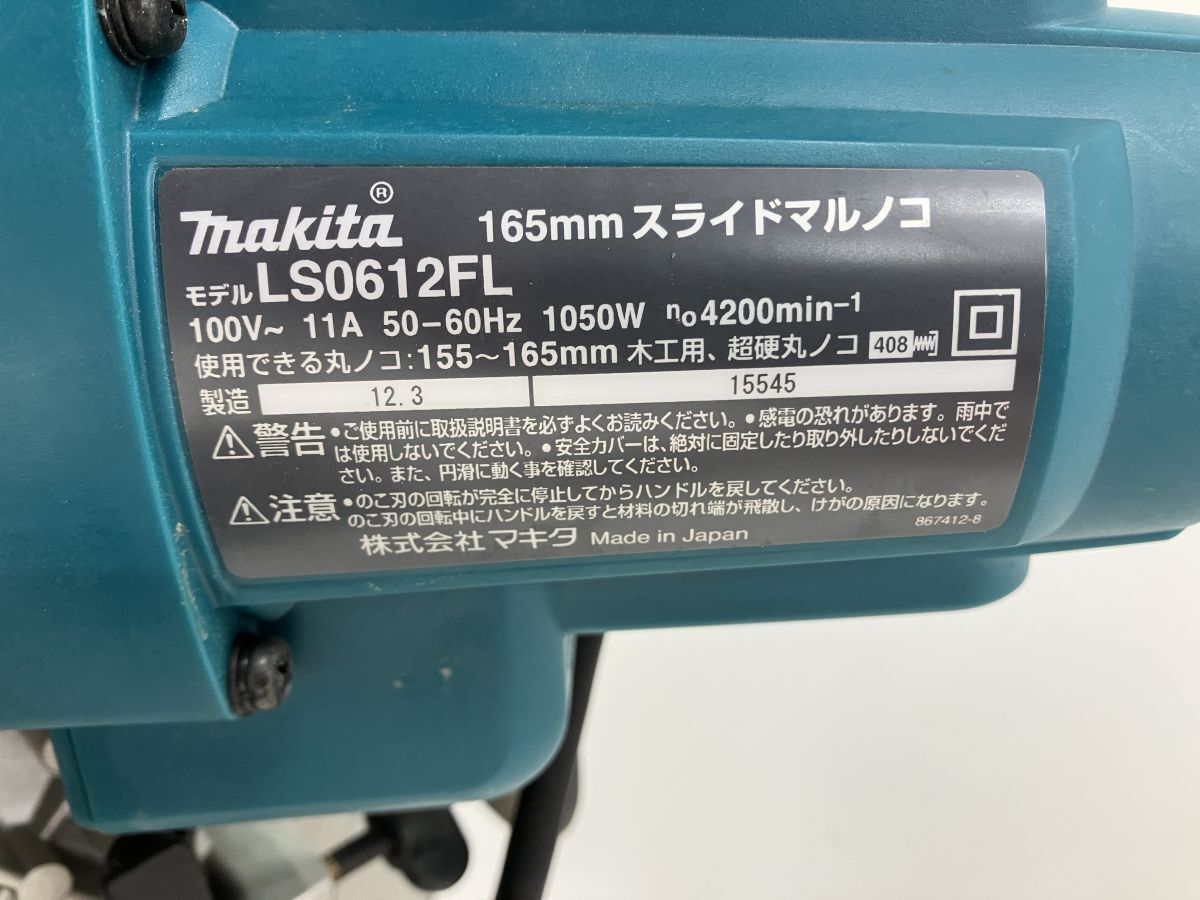 makita®
165mm スライドマルノコ
モデル LS0612FL
100V~ 11A 50-60Hz 1050W n₀4200min⁻¹
使用できる丸ノコ:155～165mm 木工用、超硬丸ノコ 408
製造 12.3 15545
⚠警告 •ご使用前に取扱説明書を必ずよくお読みください。•感電の恐れがあります。雨中で
は使用しないでください。•安全カバーは、絶対に固定したり取り外したりしないでくだ
さい。また、円滑に動く事を確認してください。
⚠注意 •のこ刃の回転が完全に停止してからハンドルを戻してください。
のこ刃の回転中にハンドルを戻すと材料の切れ端が飛散し、けがの原因になります。
867412-8
株式会社 マキタ Made in Japan